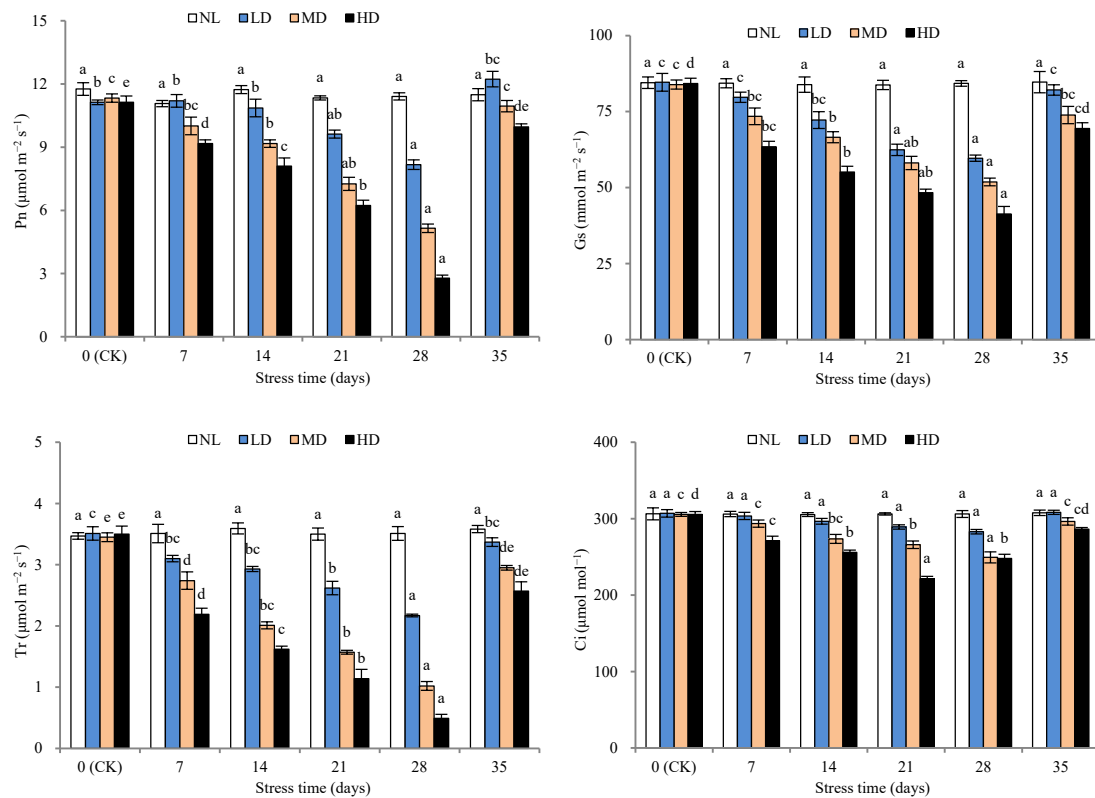 NL LD MD HD
Pn (μmol m⁻² s⁻¹)
15
12
9
6
3
0
a b c e
a b bc d
a b b c
a b ab b
a b a a
a bc c de
0 (CK) 7 14 21 28 35
Stress time (days)
NL LD MD HD
Gs (mmol m⁻² s⁻¹)
100
75
50
25
0
a c c d
a c bc bc
a b b b
a a ab ab
a a a a
a c c cd
0 (CK) 7 14 21 28 35
Stress time (days)
NL LD MD HD
Tr (μmol m⁻² s⁻¹)
5
4
3
2
1
0
a c e e
a bc d d
a b bc c
a b b b
a a a a
a bc de de
0 (CK) 7 14 21 28 35
Stress time (days)
NL LD MD HD
Ci (μmol mol⁻¹)
400
300
200
100
0
a a c d
a a c c
a a bc b
a a b a
a a a b
a a c cd
0 (CK) 7 14 21 28 35
Stress time (days)